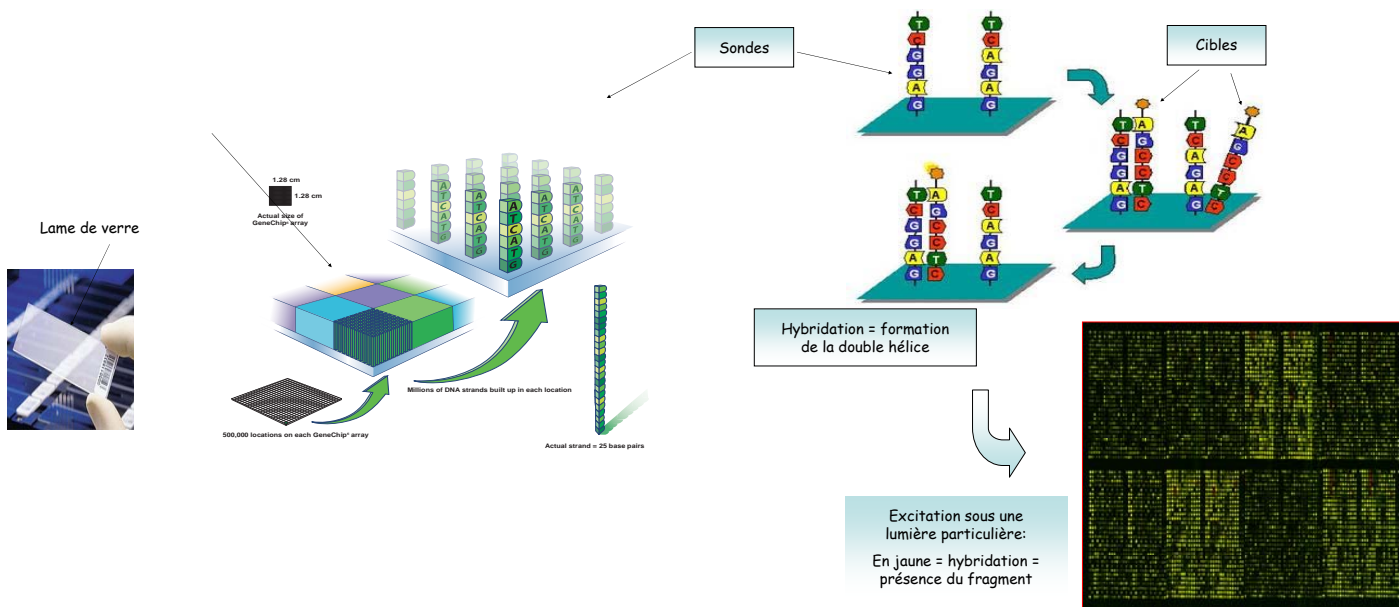 Sondes
Cibles
1.28 cm
1.28 cm
Actual size of
GeneChip® array
Lame de verre
500,000 locations on each GeneChip® array
Millions of DNA strands built up in each location
Actual strand = 25 base pairs
A
T
C
A
T
G
T
C
G
G
A
G
T
C
A
G
A
G
T
C
G
G
A
G
A
G
C
C
T
C
T
C
A
G
A
G
A
G
C
C
T
C
T
C
G
G
A
G
A
G
C
C
T
C
T
C
A
G
A
G
Hybridation = formation
de la double hélice
Excitation sous une
lumière particulière:
En jaune = hybridation =
présence du fragment